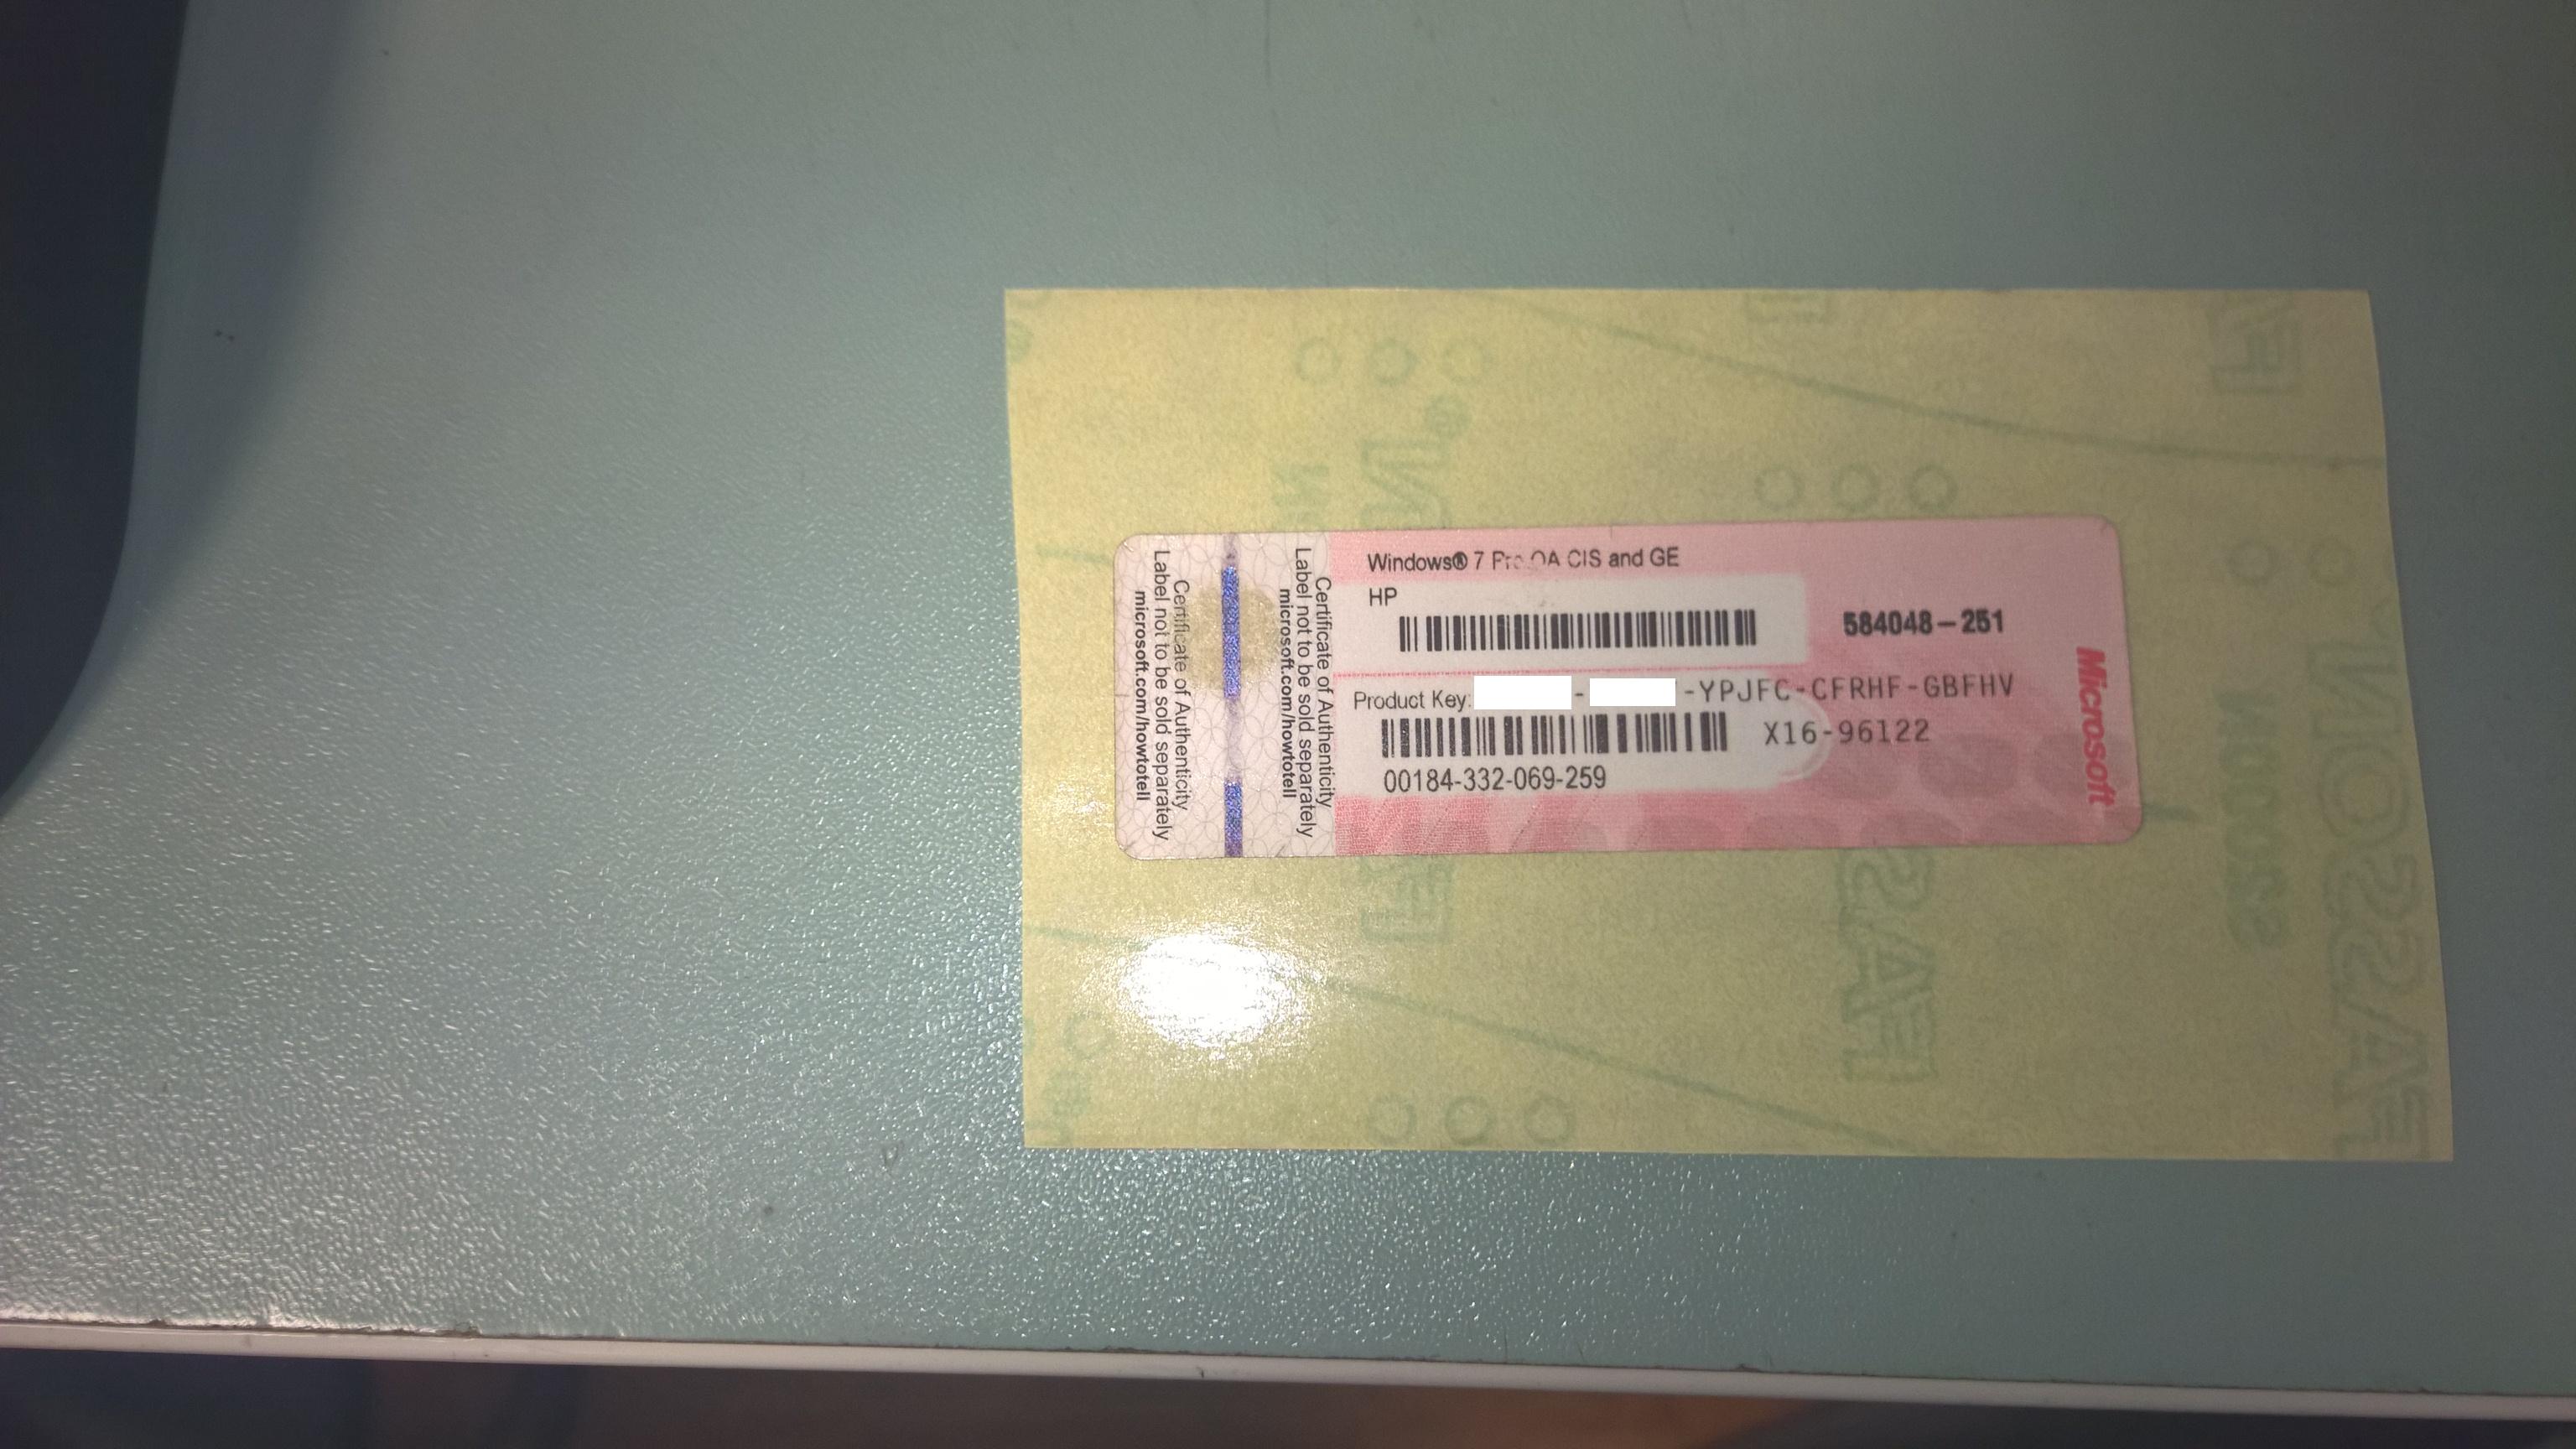 Windows® 7 Pro OA CIS and GE
HP
584048-251
Product Key: - -YPJFC-CFRHF-GBFHV
X16-96122
00184-332-069-259
Microsoft
Certificate of Authenticity
Label not to be sold separately
microsoft.com/howtotell
Certificate of Authenticity
Label not to be sold separately
microsoft.com/howtotell